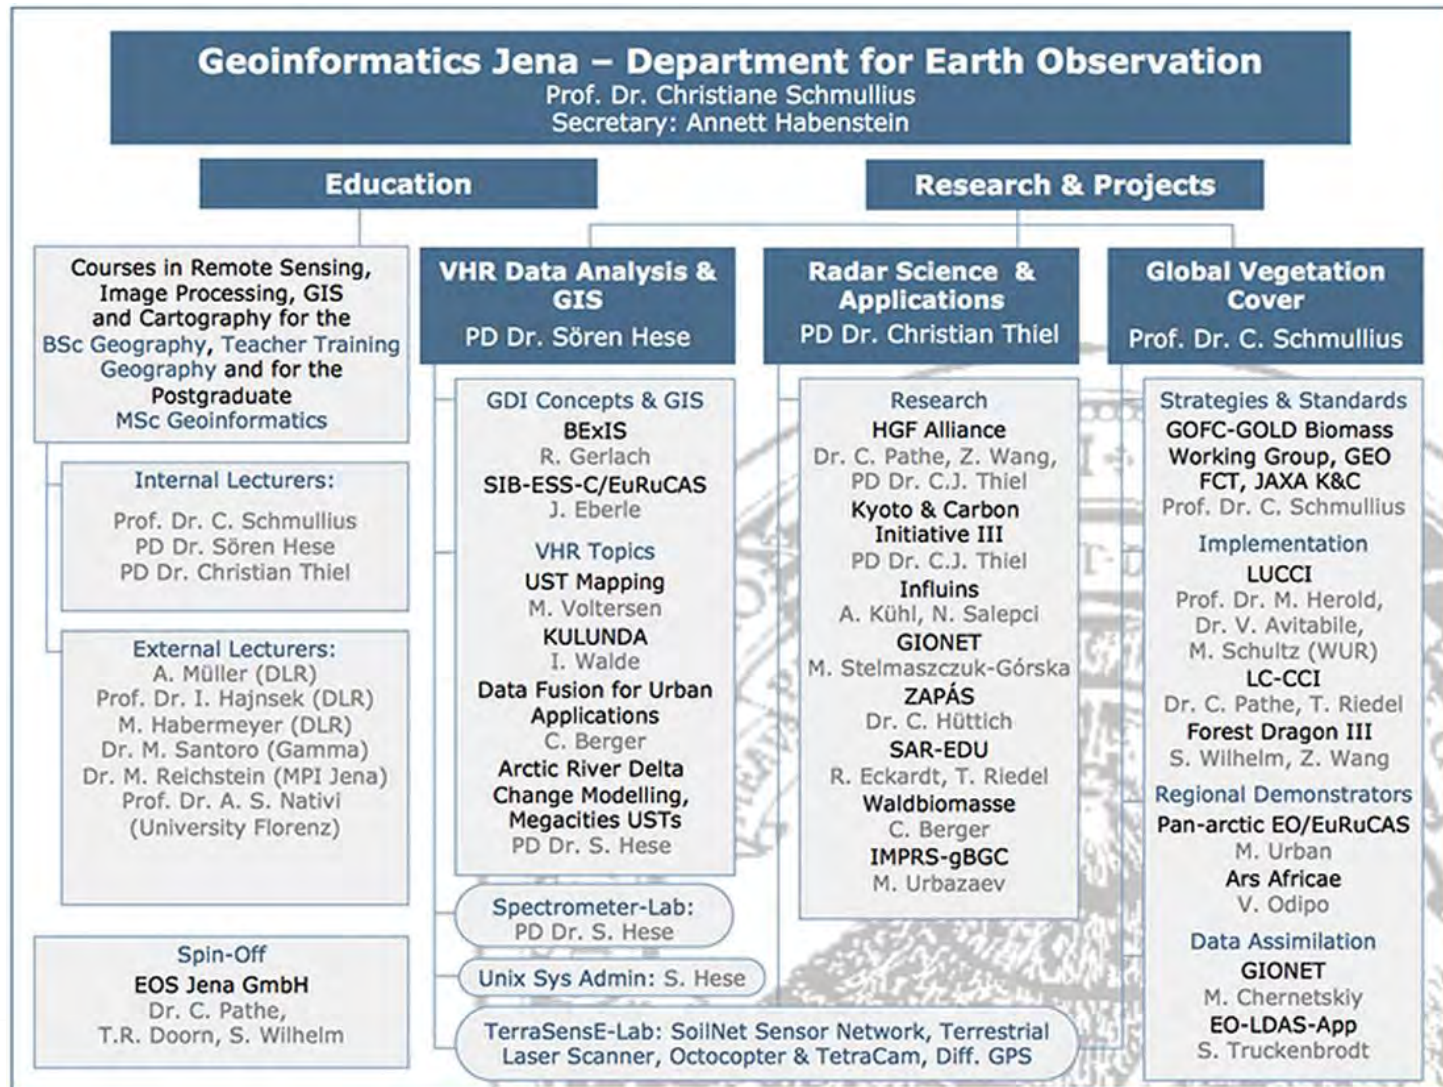 Geoinformatics Jena – Department for Earth Observation
Prof. Dr. Christiane Schmullius
Secretary: Annett Habenstein
Education
Courses in Remote Sensing,
Image Processing, GIS
and Cartography for the
BSc Geography, Teacher Training
Geography and for the
Postgraduate
MSc Geoinformatics
Internal Lecturers:
Prof. Dr. C. Schmullius
PD Dr. Sören Hese
PD Dr. Christian Thiel
External Lecturers:
A. Müller (DLR)
Prof. Dr. I. Hajnsek (DLR)
M. Habermeyer (DLR)
Dr. M. Santoro (Gamma)
Dr. M. Reichstein (MPI Jena)
Prof. Dr. A. S. Nativi
(University Florenz)
Spin-Off
EOS Jena GmbH
Dr. C. Pathe,
T.R. Doorn, S. Wilhelm
Research & Projects
VHR Data Analysis &
GIS
PD Dr. Sören Hese
GDI Concepts & GIS
BExIS
R. Gerlach
SIB-ESS-C/EuRuCAS
J. Eberle
VHR Topics
UST Mapping
M. Voltersen
KULUNDA
I. Walde
Data Fusion for Urban
Applications
C. Berger
Arctic River Delta
Change Modelling,
Megacities USTs
PD Dr. S. Hese
Spectrometer-Lab:
PD Dr. S. Hese
Unix Sys Admin: S. Hese
TerraSensE-Lab: SoilNet Sensor Network, Terrestrial
Laser Scanner, Octocopter & TetraCam, Diff. GPS
Radar Science &
Applications
PD Dr. Christian Thiel
Research
HGF Alliance
Dr. C. Pathe, Z. Wang,
PD Dr. C.J. Thiel
Kyoto & Carbon
Initiative III
PD Dr. C.J. Thiel
Influins
A. Kühl, N. Salepci
GIONET
M. Stelmaszczuk-Górska
ZAPÁS
Dr. C. Hüttich
SAR-EDU
R. Eckardt, T. Riedel
Waldbiomasse
C. Berger
IMPRS-gBGC
M. Urbazaev
Global Vegetation
Cover
Prof. Dr. C. Schmullius
Strategies & Standards
GOFC-GOLD Biomass
Working Group, GEO
FCT, JAXA K&C
Prof. Dr. C. Schmullius
Implementation
LUCCI
Prof. Dr. M. Herold,
Dr. V. Avitabile,
M. Schultz (WUR)
LC-CCI
Dr. C. Pathe, T. Riedel
Forest Dragon III
S. Wilhelm, Z. Wang
Regional Demonstrators
Pan-arctic EO/EuRuCAS
M. Urban
Ars Africae
V. Odipo
Data Assimilation
GIONET
M. Chernetskiy
EO-LDAS-App
S. Truckenbrodt